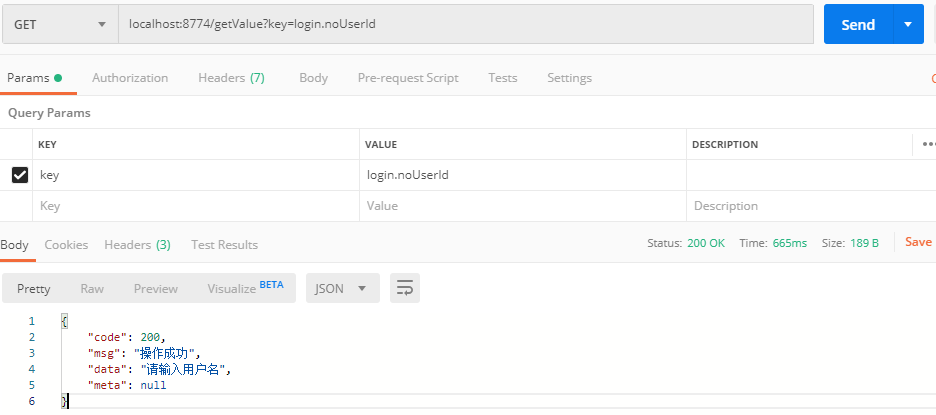 GET localhost:8774/getValue?key=login.noUserId Send
Params Authorization Headers (7) Body Pre-request Script Tests Settings
Query Params
KEY VALUE DESCRIPTION
key login.noUserId
Key Value Description
Body Cookies Headers (3) Test Results Status: 200 OK Time: 665ms Size: 189 B Save
Pretty Raw Preview Visualize BETA JSON
1 {
2 "code": 200,
3 "msg": "操作成功",
4 "data": "请输入用户名",
5 "meta": null
6 }